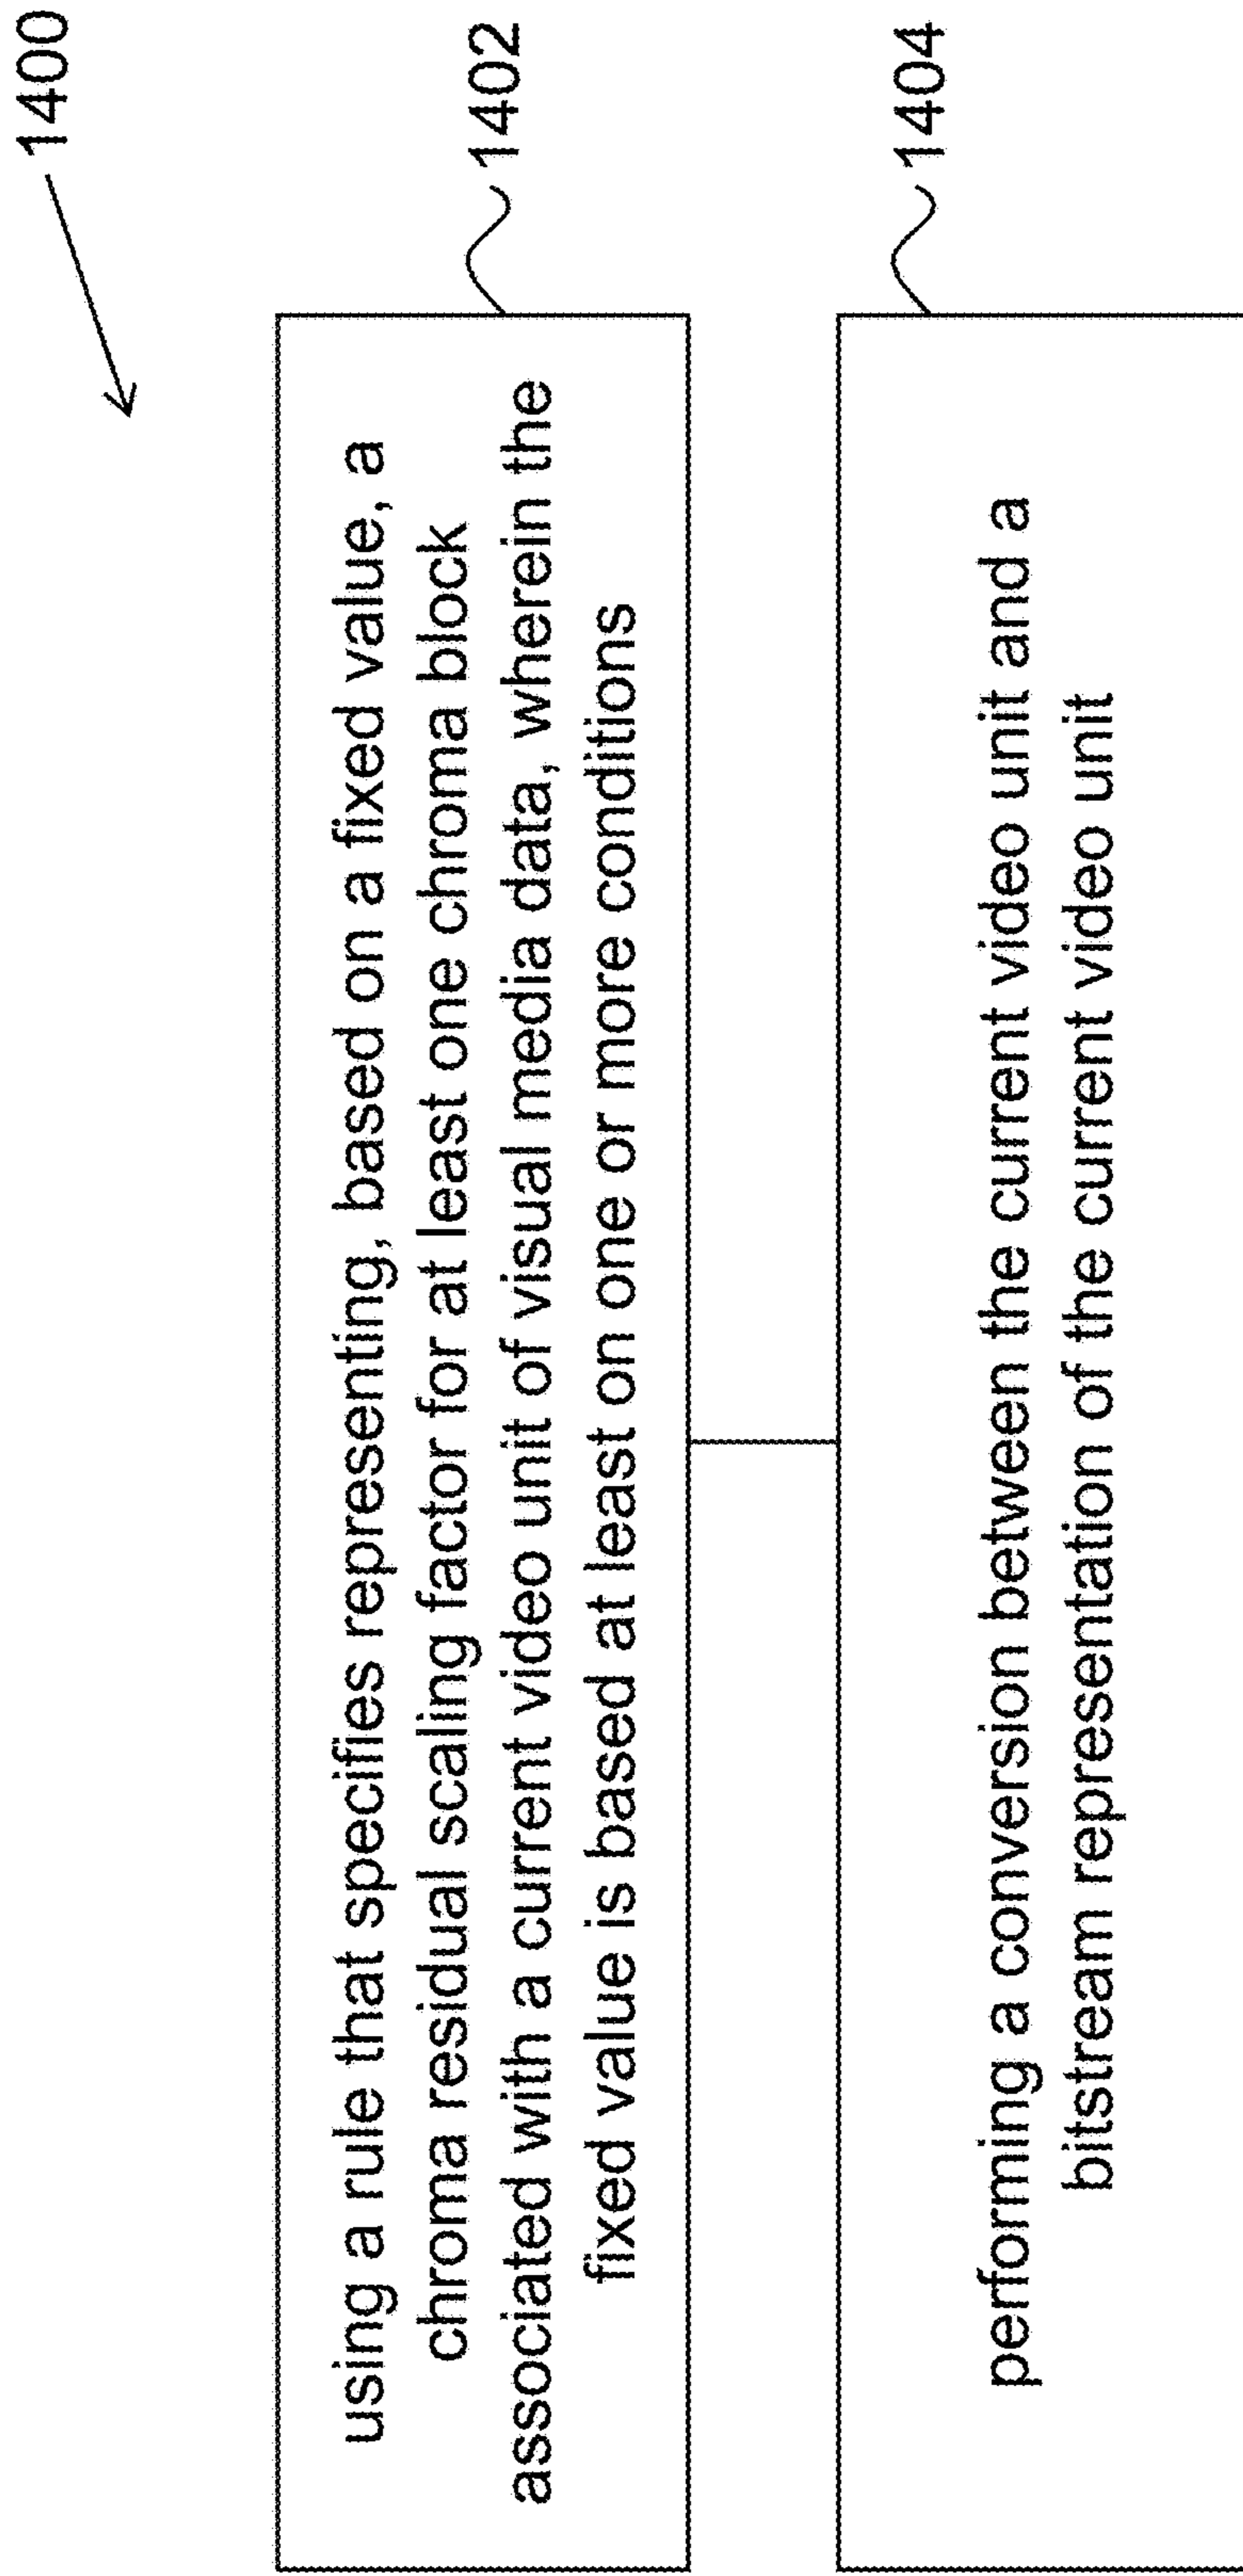 1400
using a rule that specifies representing, based on a fixed value, a
chroma residual scaling factor for at least one chroma block
associated with a current video unit of visual media data, wherein the
fixed value is based at least on one or more conditions
1402
performing a conversion between the current video unit and a
bitstream representation of the current video unit
1404